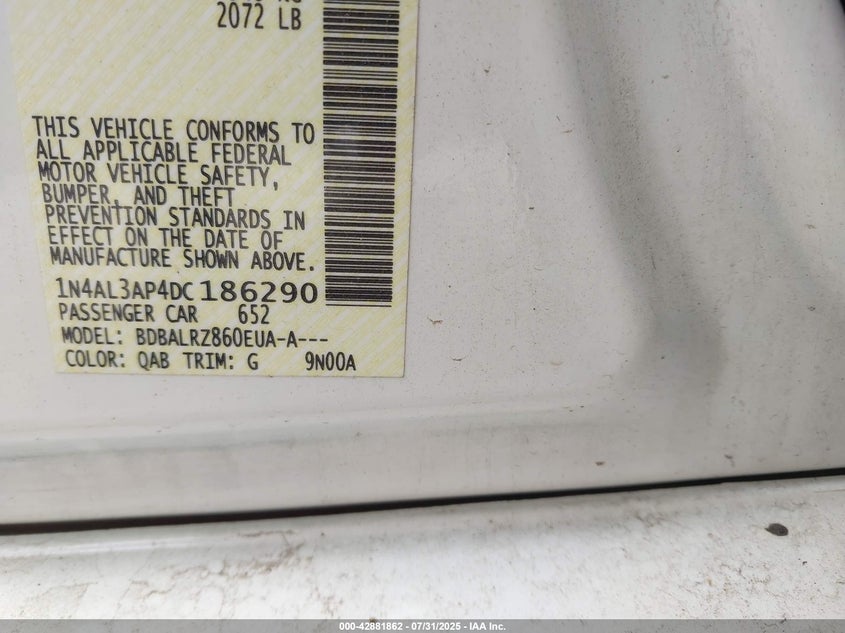 2072 LB
THIS VEHICLE CONFORMS TO
ALL APPLICABLE FEDERAL
MOTOR VEHICLE SAFETY,
BUMPER, AND THEFT
PREVENTION STANDARDS IN
EFFECT ON THE DATE OF
MANUFACTURE SHOWN ABOVE.
1N4AL3AP4DC186290
PASSENGER CAR 652
MODEL: BDBALRZ860EUA-A---
COLOR: QAB TRIM: G 9N00A
000-42881862 - 07/31/2025 - IAA Inc.